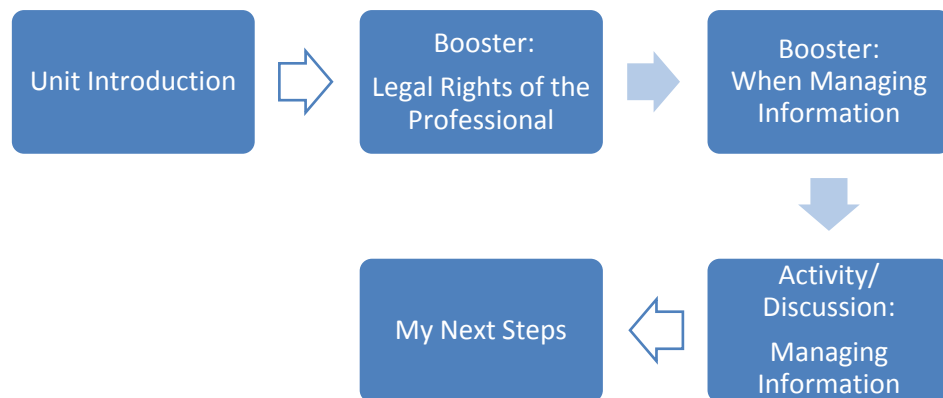 Unit Introduction
Booster:
Legal Rights of the
Professional
Booster:
When Managing
Information
Activity/
Discussion:
Managing
Information
My Next Steps